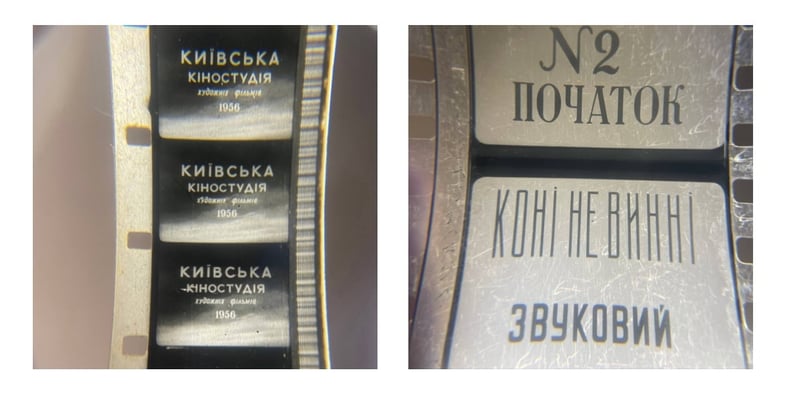 КИЇВСЬКА
КІНОСТУДІЯ
художніх фільмів
1956
КИЇВСЬКА
КІНОСТУДІЯ
художніх фільмів
1956
КИЇВСЬКА
КІНОСТУДІЯ
художніх фільмів
1956
N2
ПОЧАТОК
КОНІ НЕ ВИННІ
ЗВУКОВИЙ